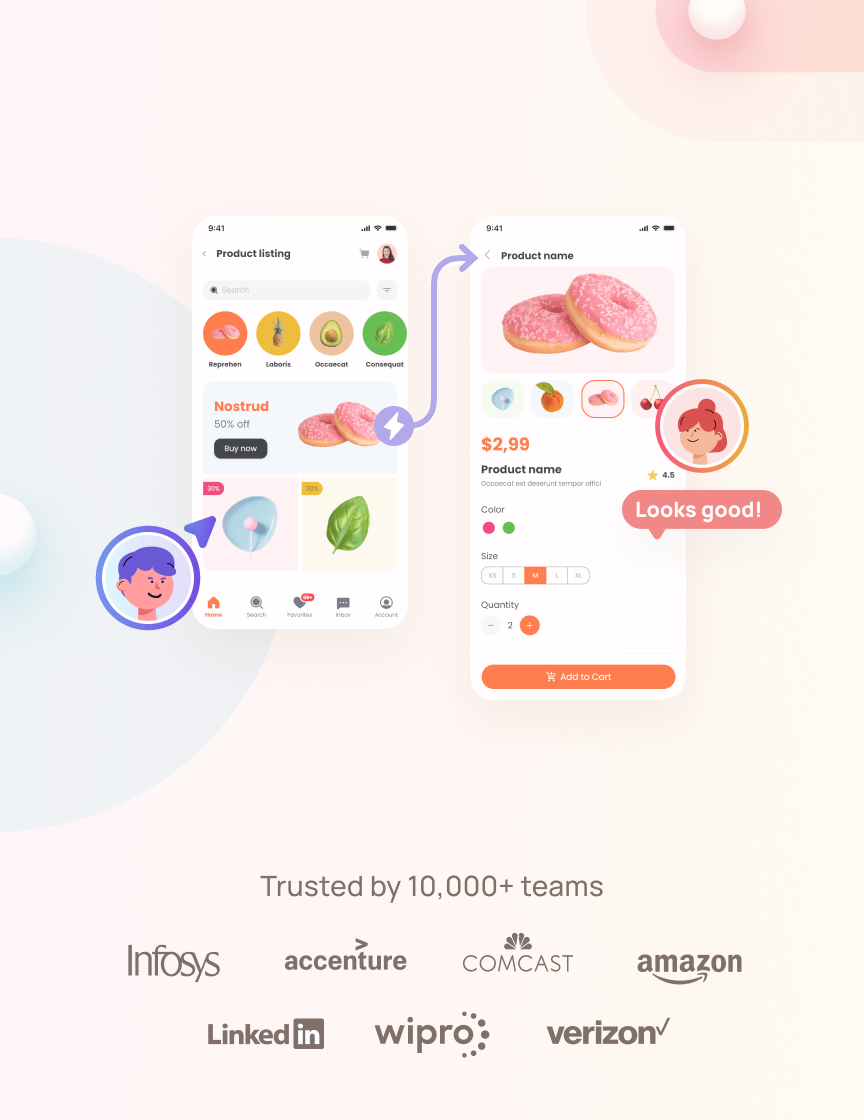 9:41
Product listing
Search
Reprehen
Laboris
Occaecat
Consequat
Nostrud
50% off
Buy now
30%
30%
Home
Search
99+
Favorites
Inbox
Account
9:41
Product name
$2,99
Product name
4.5
Occaecat est deserunt tempor offici
Looks good!
Color
Size
XS S M L XL
Quantity
2
Add to Cart
Trusted by 10,000+ teams
Infosys
accenture
COMCAST
amazon
Linked in
wipro
verizon